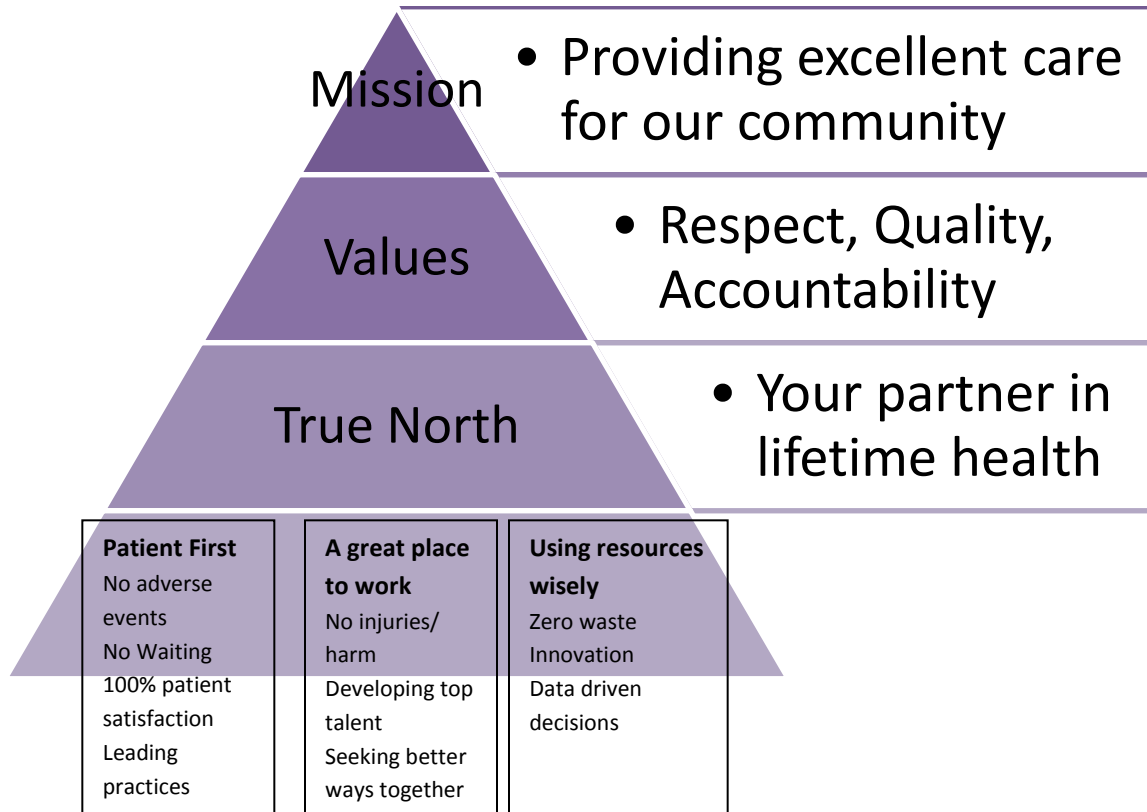 Mission
• Providing excellent care
for our community
Values
• Respect, Quality,
Accountability
True North
• Your partner in
lifetime health
Patient First
No adverse
events
No Waiting
100% patient
satisfaction
Leading
practices
A great place
to work
No injuries/
harm
Developing top
talent
Seeking better
ways together
Using resources
wisely
Zero waste
Innovation
Data driven
decisions